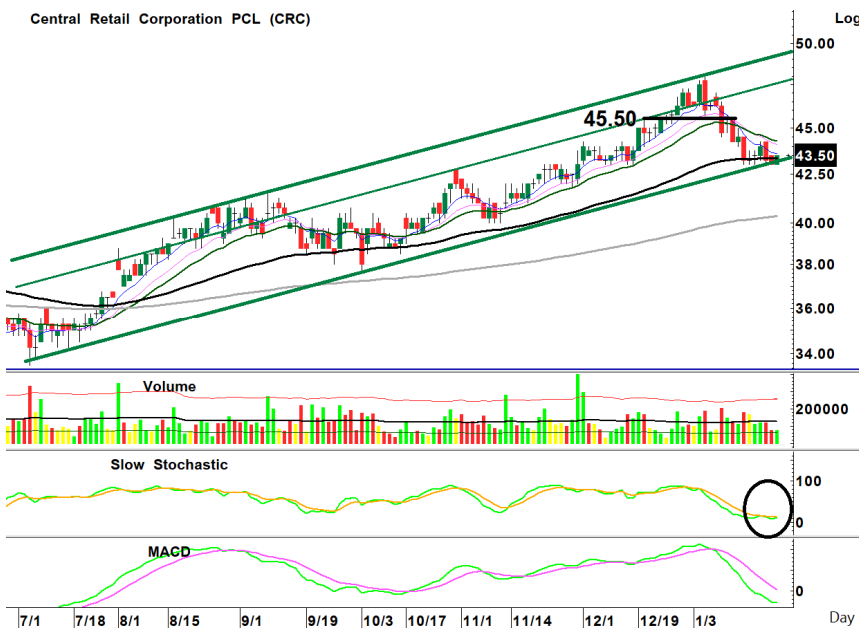 Central Retail Corporation PCL (CRC)
Log
50.00
45.50
45.00
43.50
42.50
40.00
38.00
36.00
34.00
Volume
200000
Slow Stochastic
100
0
MACD
0
7/1 7/18 8/1 8/15 9/1 9/19 10/3 10/17 11/1 11/14 12/1 12/19 1/3 Day